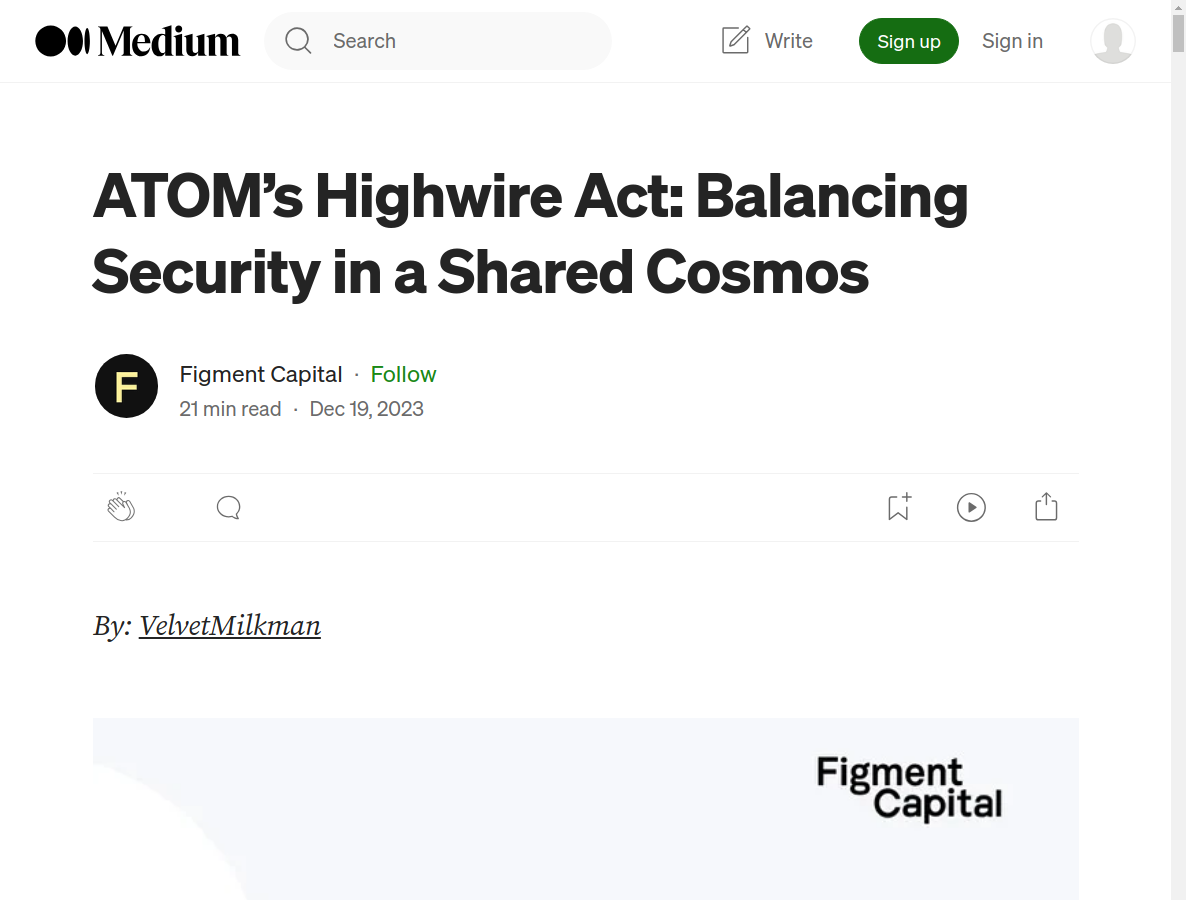 Medium
Search
Write
Sign up
Sign in
ATOM’s Highwire Act: Balancing
Security in a Shared Cosmos
F
Figment Capital · Follow
21 min read · Dec 19, 2023
By: VelvetMilkman
Figment
Capital